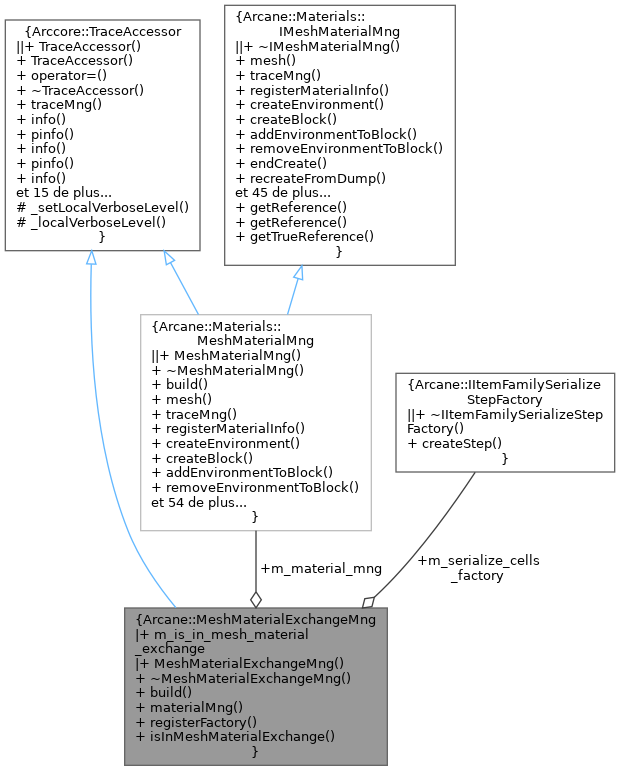 {Arccore::TraceAccessor
||+ TraceAccessor()
+ TraceAccessor()
+ operator=()
+ ~TraceAccessor()
+ traceMng()
+ info()
+ pinfo()
+ info()
+ pinfo()
+ info()
et 15 de plus...
# _setLocalVerboseLevel()
# _localVerboseLevel()
}
{Arcane::Materials::
IMeshMaterialMng
||+ ~IMeshMaterialMng()
+ mesh()
+ traceMng()
+ registerMaterialInfo()
+ createEnvironment()
+ createBlock()
+ addEnvironmentToBlock()
+ removeEnvironmentToBlock()
+ endCreate()
+ recreateFromDump()
et 45 de plus...
+ getReference()
+ getReference()
+ getTrueReference()
}
{Arcane::Materials::
MeshMaterialMng
||+ MeshMaterialMng()
+ ~MeshMaterialMng()
+ build()
+ mesh()
+ traceMng()
+ registerMaterialInfo()
+ createEnvironment()
+ createBlock()
+ addEnvironmentToBlock()
+ removeEnvironmentToBlock()
et 54 de plus...
}
{Arcane::IItemFamilySerialize
StepFactory
||+ ~IItemFamilySerializeStep
Factory()
+ createStep()
}
+m_material_mng
+m_serialize_cells
_factory
{Arcane::MeshMaterialExchangeMng
|+ m_is_in_mesh_material
_exchange
|+ MeshMaterialExchangeMng()
+ ~MeshMaterialExchangeMng()
+ build()
+ materialMng()
+ registerFactory()
+ isInMeshMaterialExchange()
}